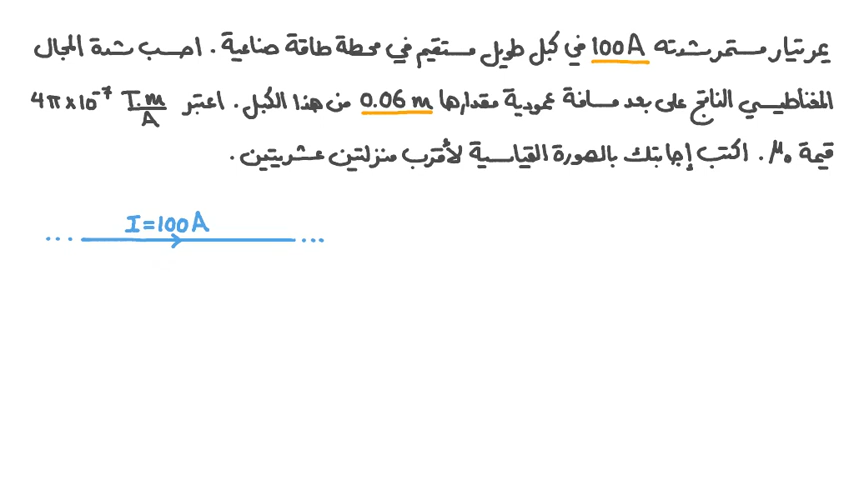 يمر تيار مستمر شدته 100 A في كبل طويل مستقيم في محطة طاقة صناعية. احسب شدة المجال
المغناطيسي الناتج على بعد مسافة عمودية مقدارها 0.06 m من هذا الكبل. اعتبر 4π×10⁻⁷ T.m/A
قيمة μ₀. اكتب إجابتك بالصورة القياسية لأقرب منزلتين عشريتين.
I=100A
... ...